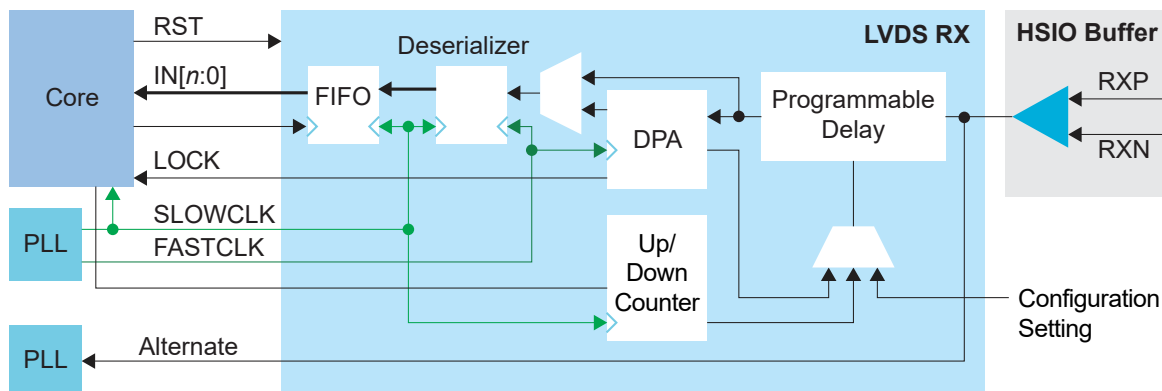 RST
LVDS RX
HSIO Buffer
Deserializer
IN[n:0]
Core
FIFO
Programmable
Delay
RXP
RXN
DPA
LOCK
SLOWCLK
PLL
FASTCLK
Up/
Down
Counter
Configuration
Setting
PLL
Alternate